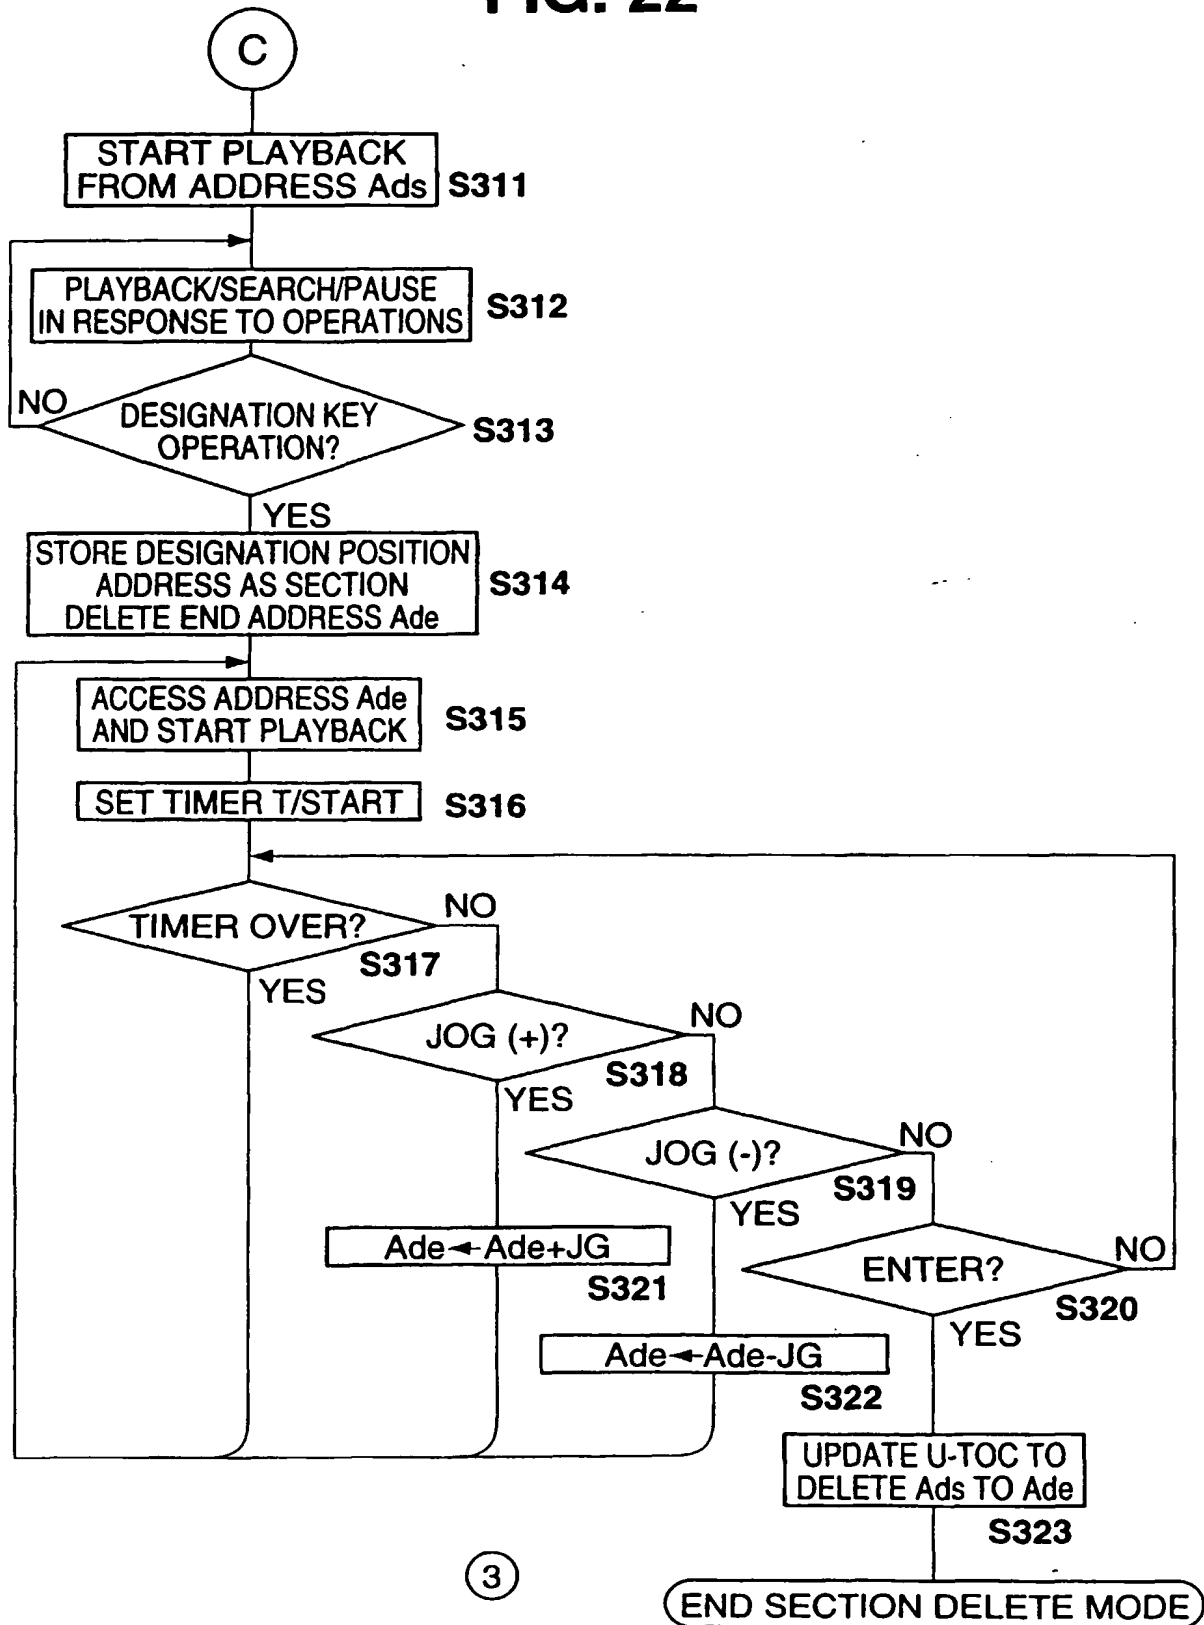 FIG. 22
C
START PLAYBACK
FROM ADDRESS Ads
S311
PLAYBACK/SEARCH/PAUSE
IN RESPONSE TO OPERATIONS
S312
NO
DESIGNATION KEY
OPERATION?
S313
YES
STORE DESIGNATION POSITION
ADDRESS AS SECTION
DELETE END ADDRESS Ade
S314
ACCESS ADDRESS Ade
AND START PLAYBACK
S315
SET TIMER T/START
S316
TIMER OVER?
NO
S317
YES
JOG (+)?
NO
S318
YES
JOG (-)?
NO
S319
YES
Ade←Ade+JG
S321
ENTER?
NO
S320
YES
Ade←Ade-JG
S322
UPDATE U-TOC TO
DELETE Ads TO Ade
S323
3
END SECTION DELETE MODE